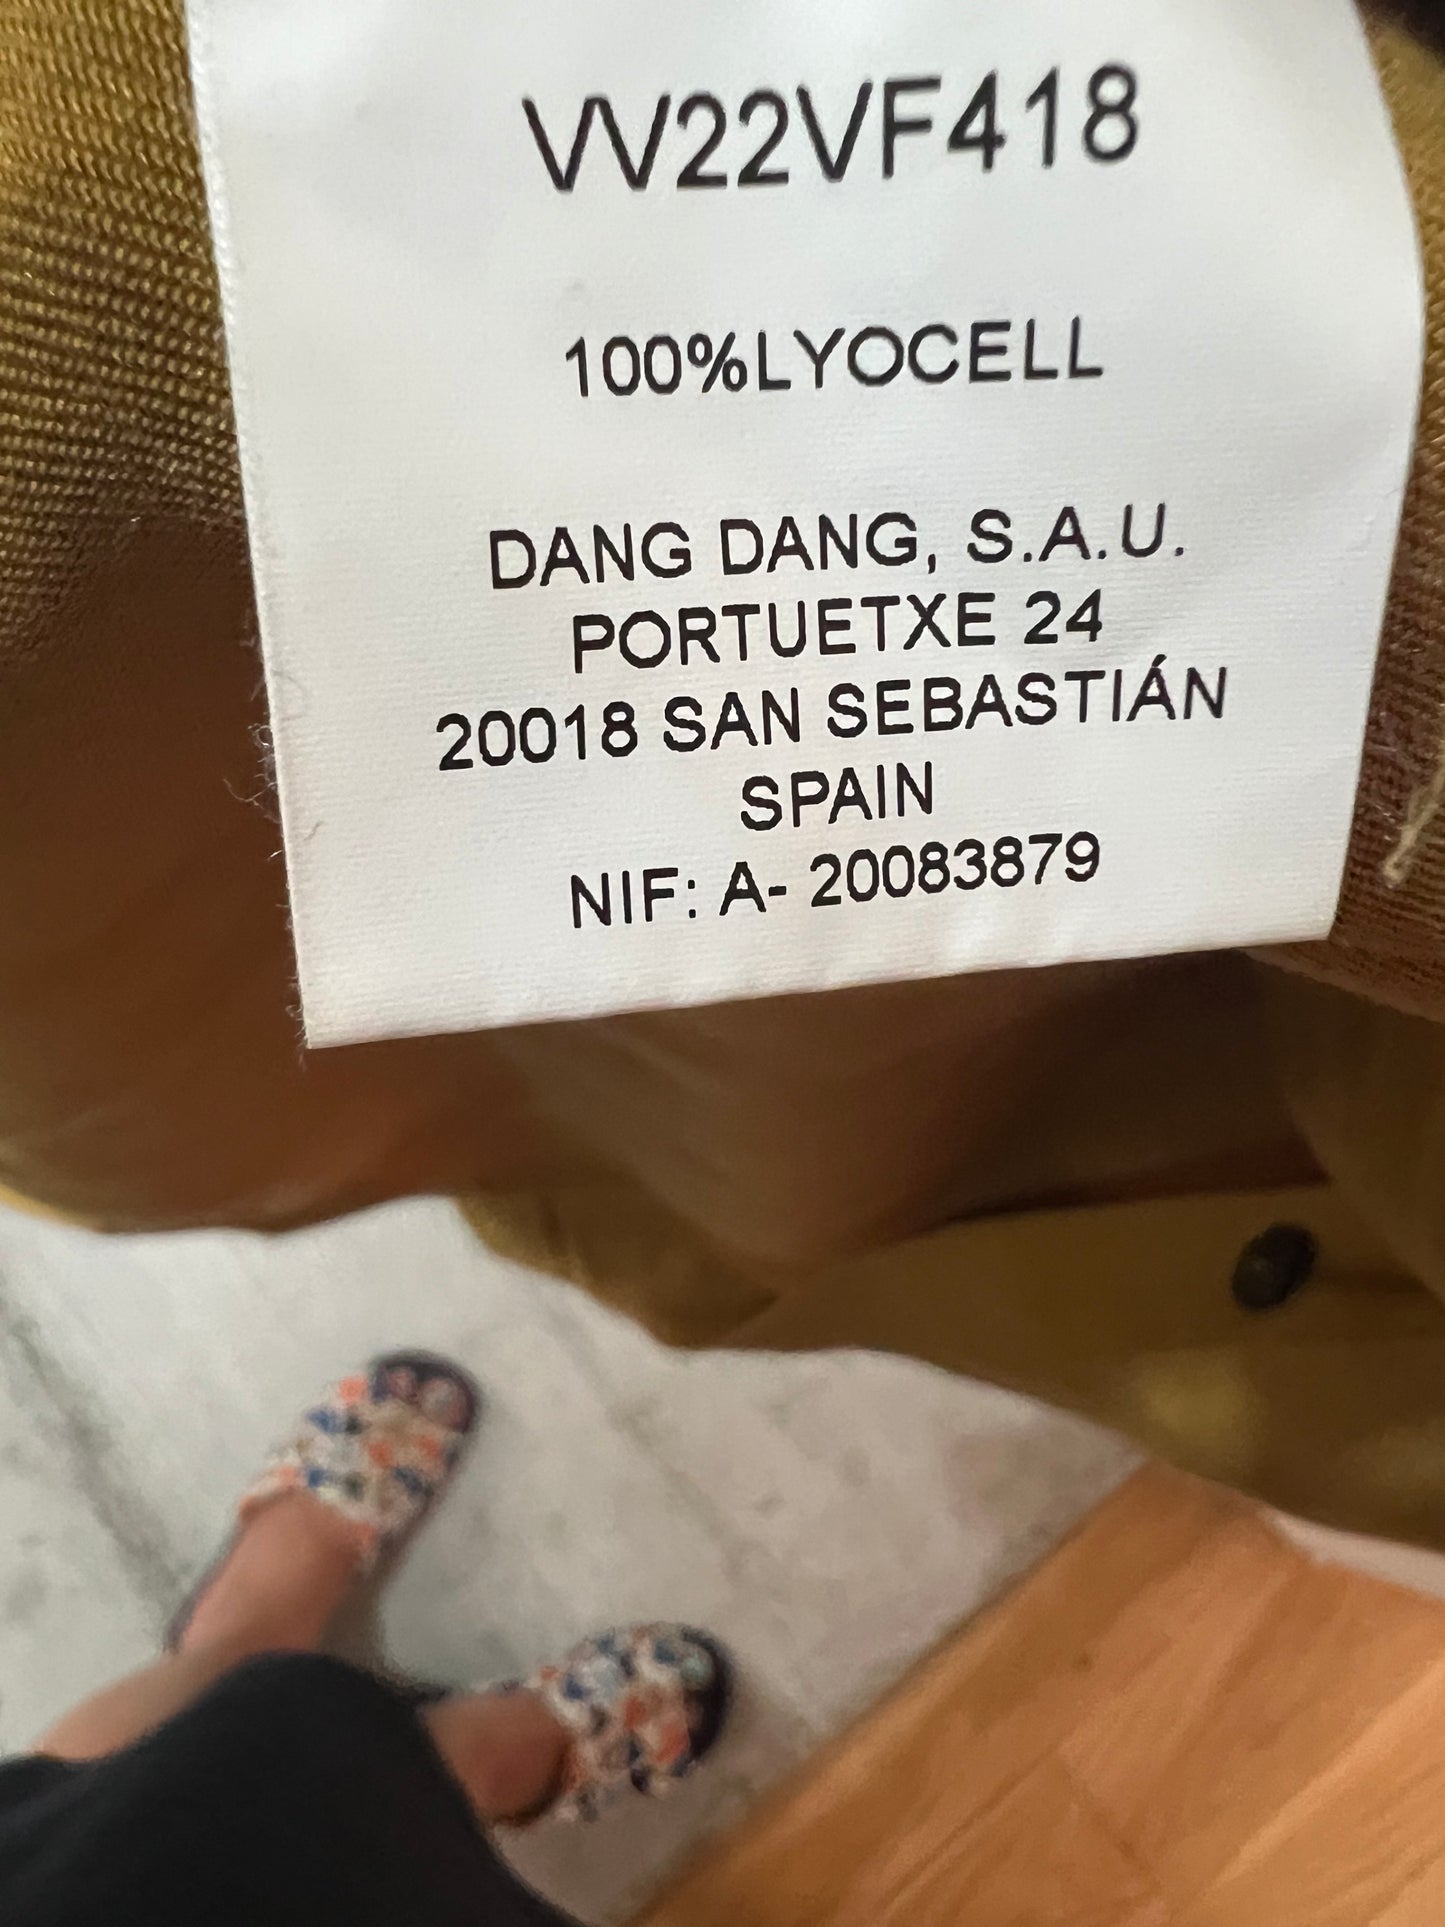 VV22VF418
100%LYOCELL
DANG DANG, S.A.U.
PORTUETXE 24
20018 SAN SEBASTIÁN
SPAIN
NIF: A- 20083879